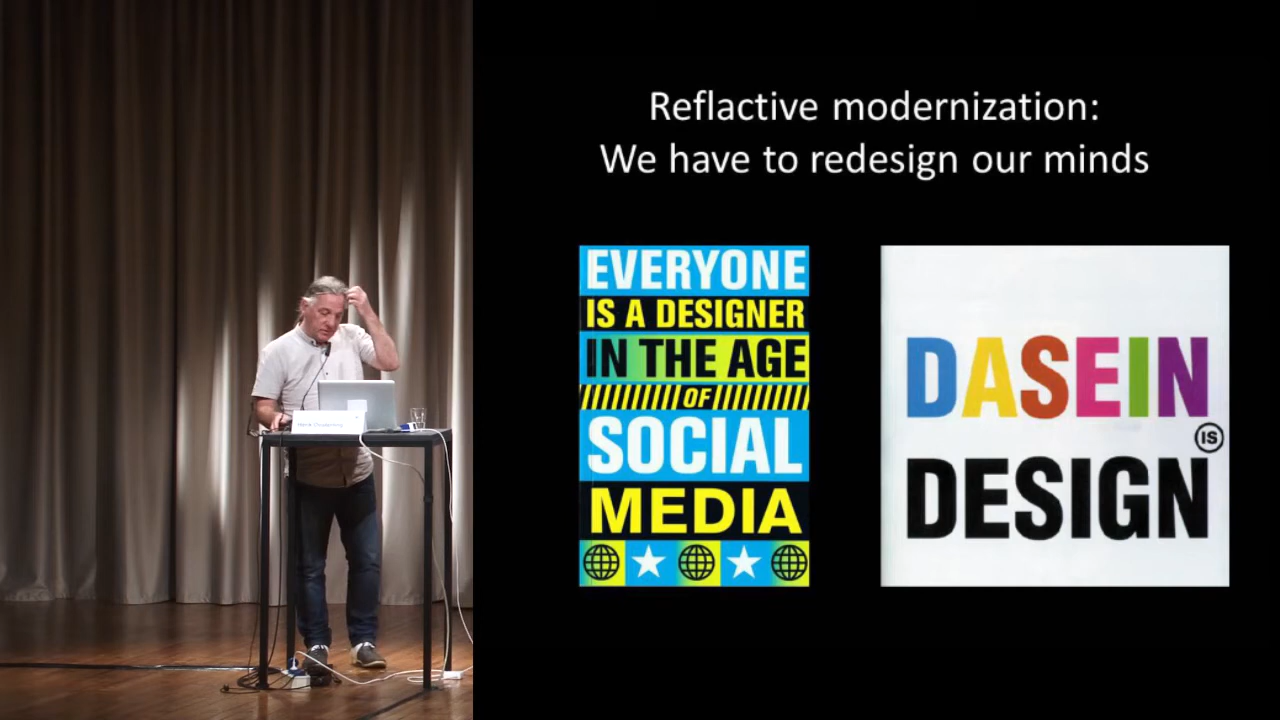 Reflactive modernization:
We have to redesign our minds
EVERYONE
IS A DESIGNER
IN THE AGE
OF
SOCIAL
MEDIA
DASEIN
IS
DESIGN